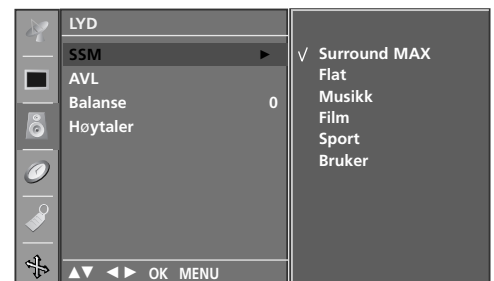 LYD
SSM ►
AVL
Balanse 0
Høytaler
▲▼ ◄► OK MENU
√ Surround MAX
Flat
Musikk
Film
Sport
Bruker